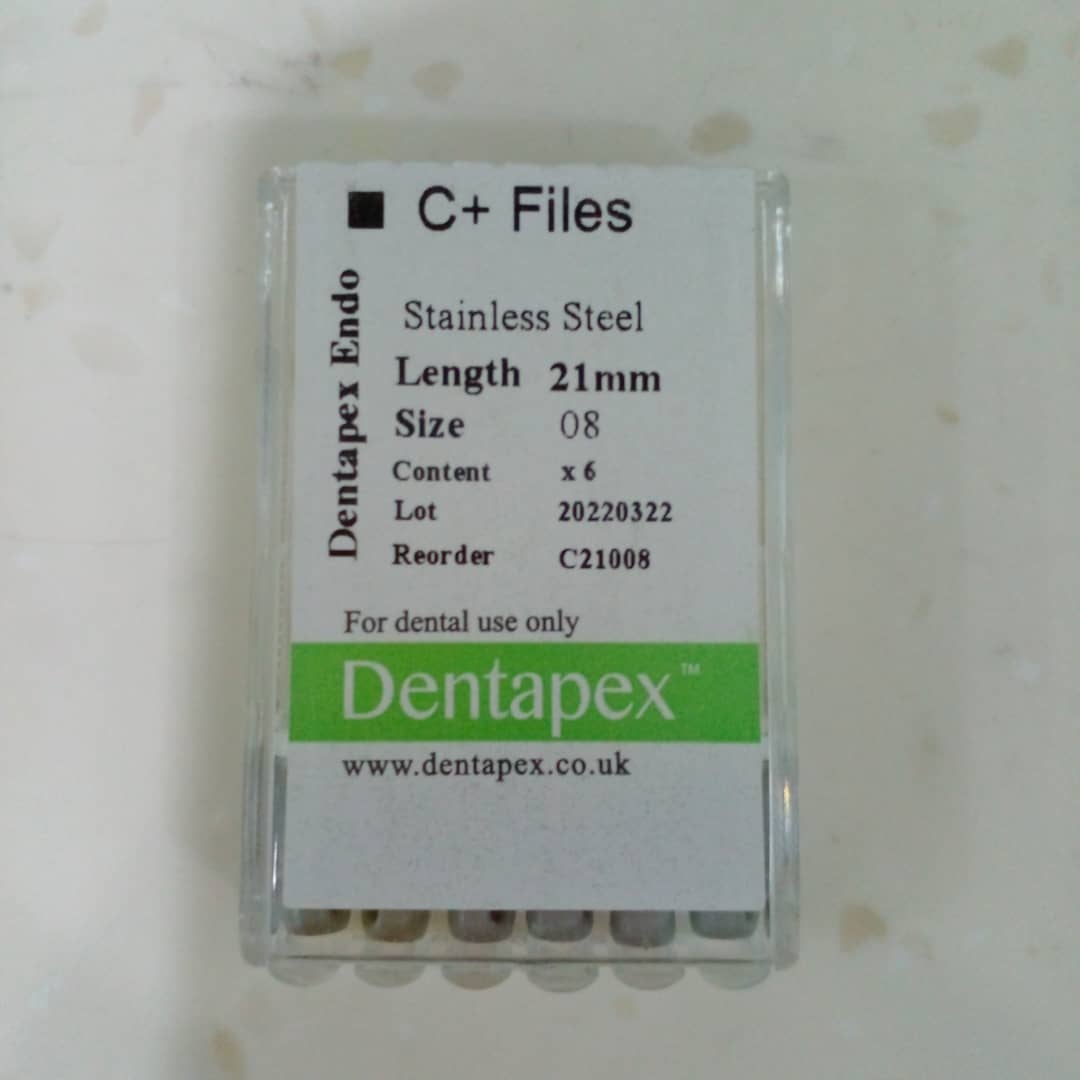 ■ C+ Files
Dentapex Endo
Stainless Steel
Length 21mm
Size 08
Content x 6
Lot 20220322
Reorder C21008
For dental use only
Dentapex™
www.dentapex.co.uk